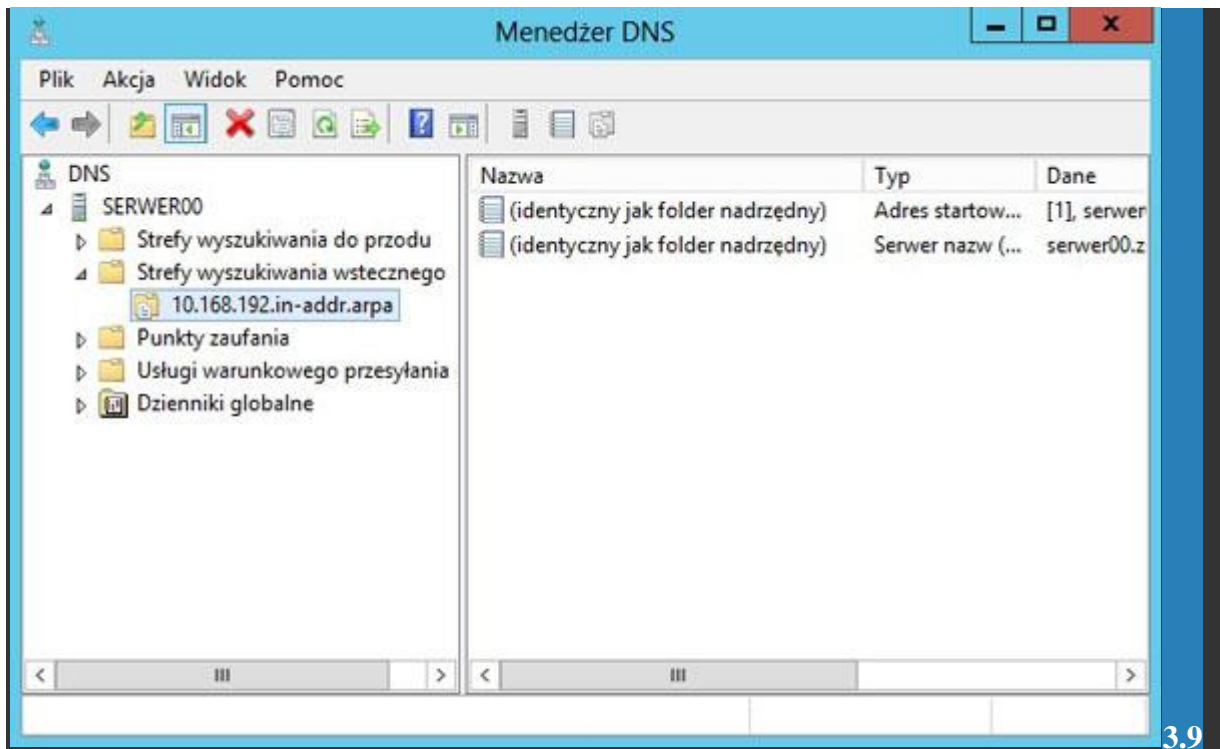 Menedżer DNS
Plik Akcja Widok Pomoc
DNS
SERWER00
Strefy wyszukiwania do przodu
Strefy wyszukiwania wstecznego
10.168.192.in-addr.arpa
Punkty zaufania
Usługi warunkowego przesyłania
Dzienniki globalne
Nazwa Typ Dane
(identyczny jak folder nadrzędny) Adres startow... [1], serwer
(identyczny jak folder nadrzędny) Serwer nazw (... serwer00.z
3.9